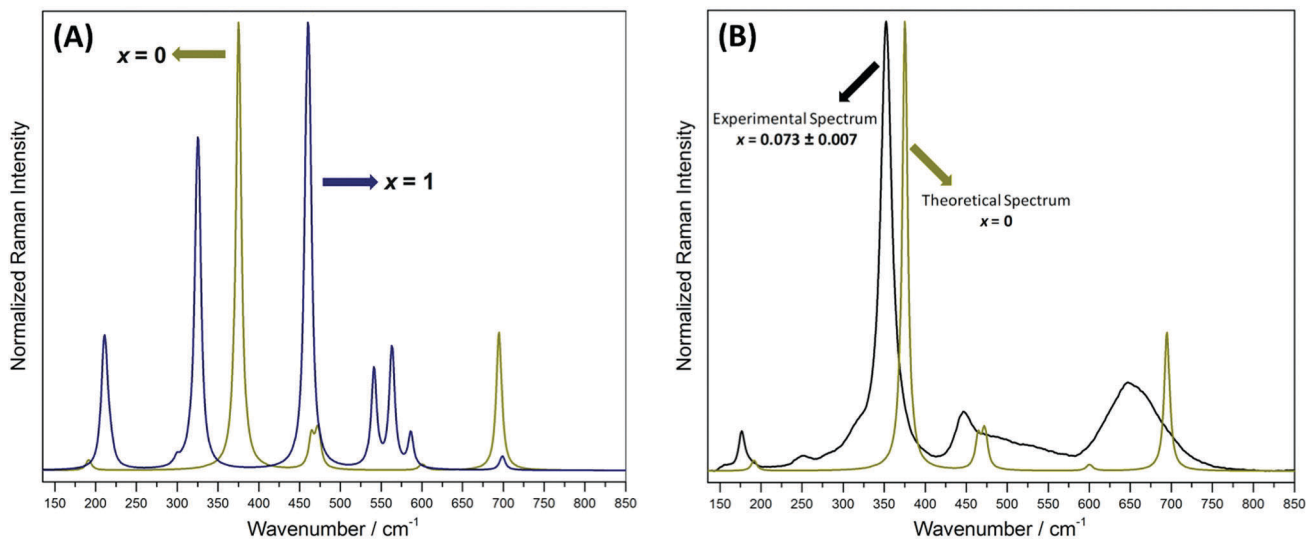 (A)
x = 0
x = 1
Normalized Raman Intensity
150 200 250 300 350 400 450 500 550 600 650 700 750 800 850
Wavenumber / cm-1
(B)
Experimental Spectrum
x = 0.073 ± 0.007
Theoretical Spectrum
x = 0
Normalized Raman Intensity
150 200 250 300 350 400 450 500 550 600 650 700 750 800 850
Wavenumber / cm-1